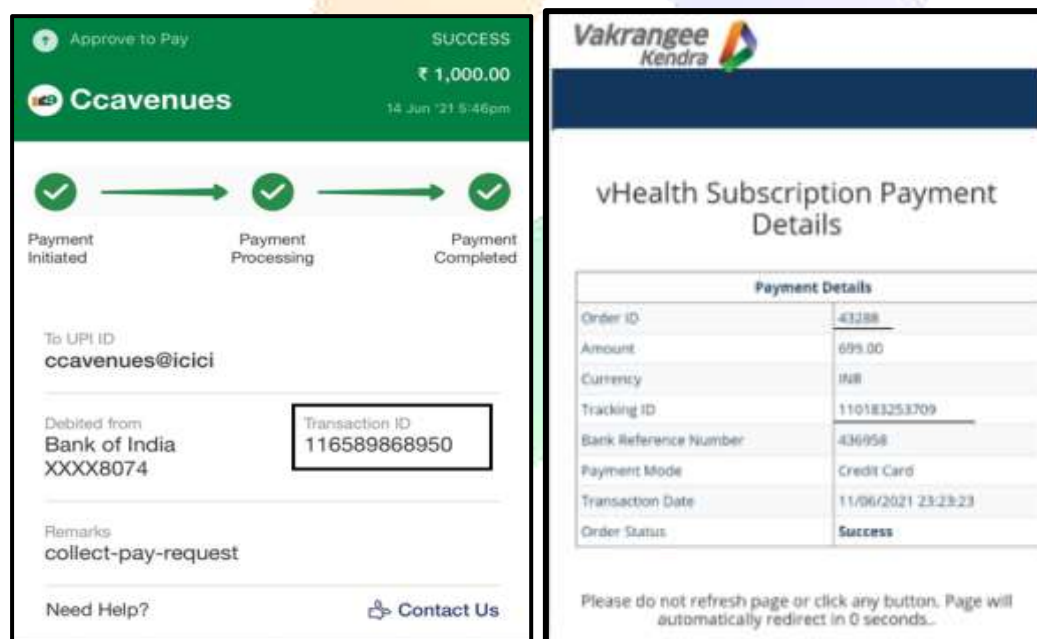 Approve to Pay
SUCCESS
₹ 1,000.00
Ccavenues
14 Jun '21 5:46pm
Payment Initiated
Payment Processing
Payment Completed
To UPI ID
ccavenues@icici
Debited from
Bank of India
XXXX8074
Transaction ID
116589868950
Remarks
collect-pay-request
Need Help?
Contact Us
Vakrangee
Kendra
vHealth Subscription Payment
Details
Payment Details
Order ID 43288
Amount 699.00
Currency INR
Tracking ID 110183253709
Bank Reference Number 436958
Payment Mode Credit Card
Transaction Date 11/06/2021 23:23:23
Order Status Success
Please do not refresh page or click any button. Page will
automatically redirect in 0 seconds..